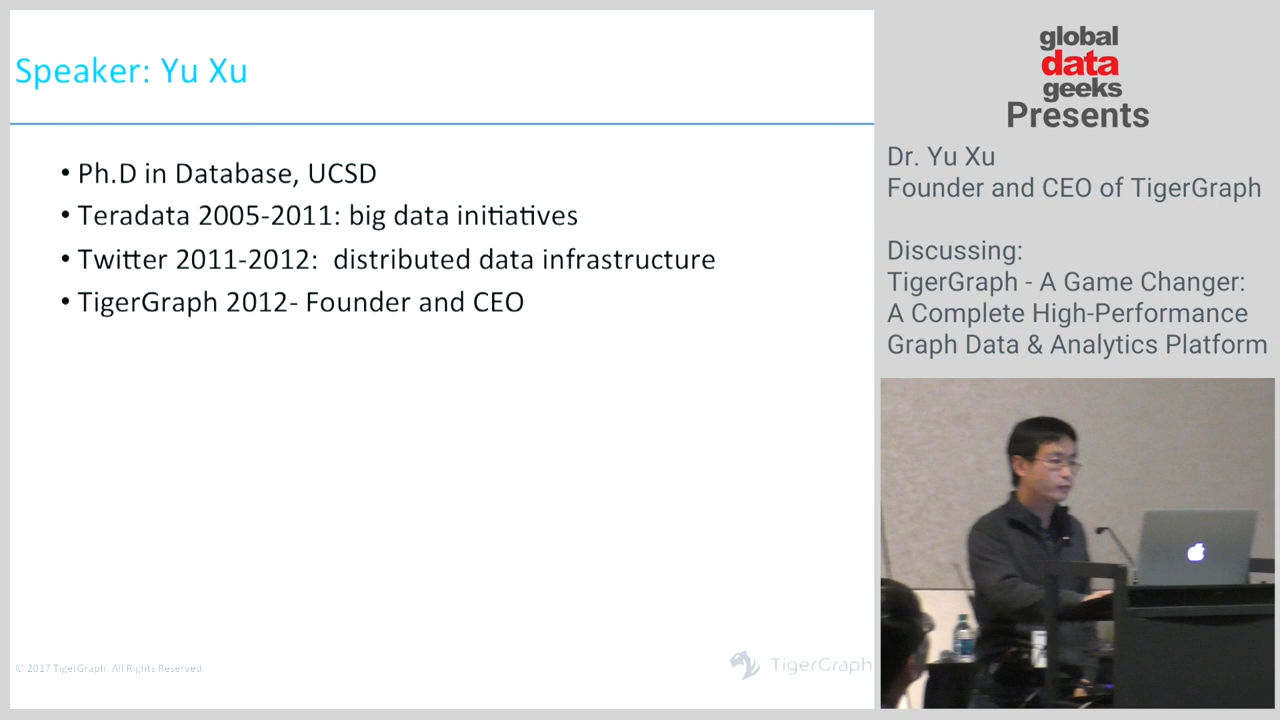 Speaker: Yu Xu
• Ph.D in Database, UCSD
• Teradata 2005-2011: big data initiatives
• Twitter 2011-2012:  distributed data infrastructure
• TigerGraph 2012- Founder and CEO
© 2017 TigerGraph. All Rights Reserved.
TigerGraph
global
data
geeks
Presents
Dr. Yu Xu
Founder and CEO of TigerGraph
Discussing:
TigerGraph - A Game Changer:
A Complete High-Performance
Graph Data & Analytics Platform